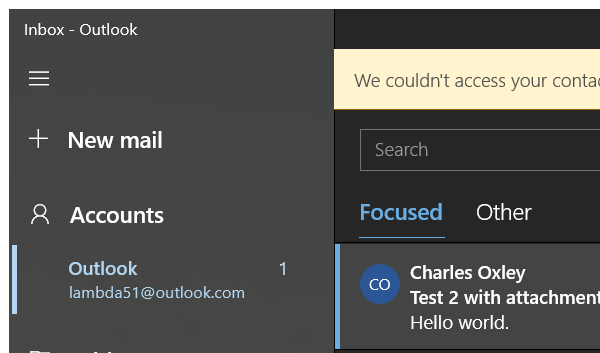 Inbox - Outlook
We couldn't access your
New mail
Search
Accounts
Focused Other
Outlook 1
lambda51@outlook.com
CO
Charles Oxley
Test 2 with attachment
Hello world.